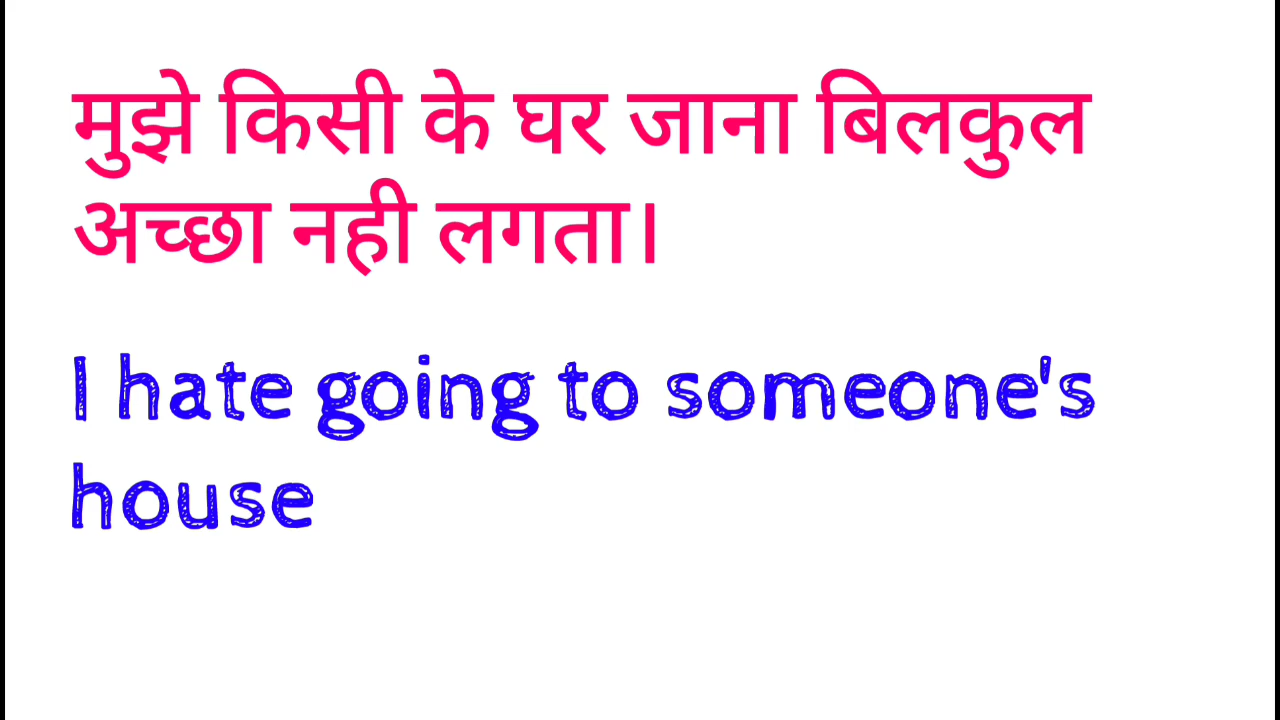 मुझे किसी के घर जाना बिलकुल
अच्छा नही लगता।
I hate going to someone's
house